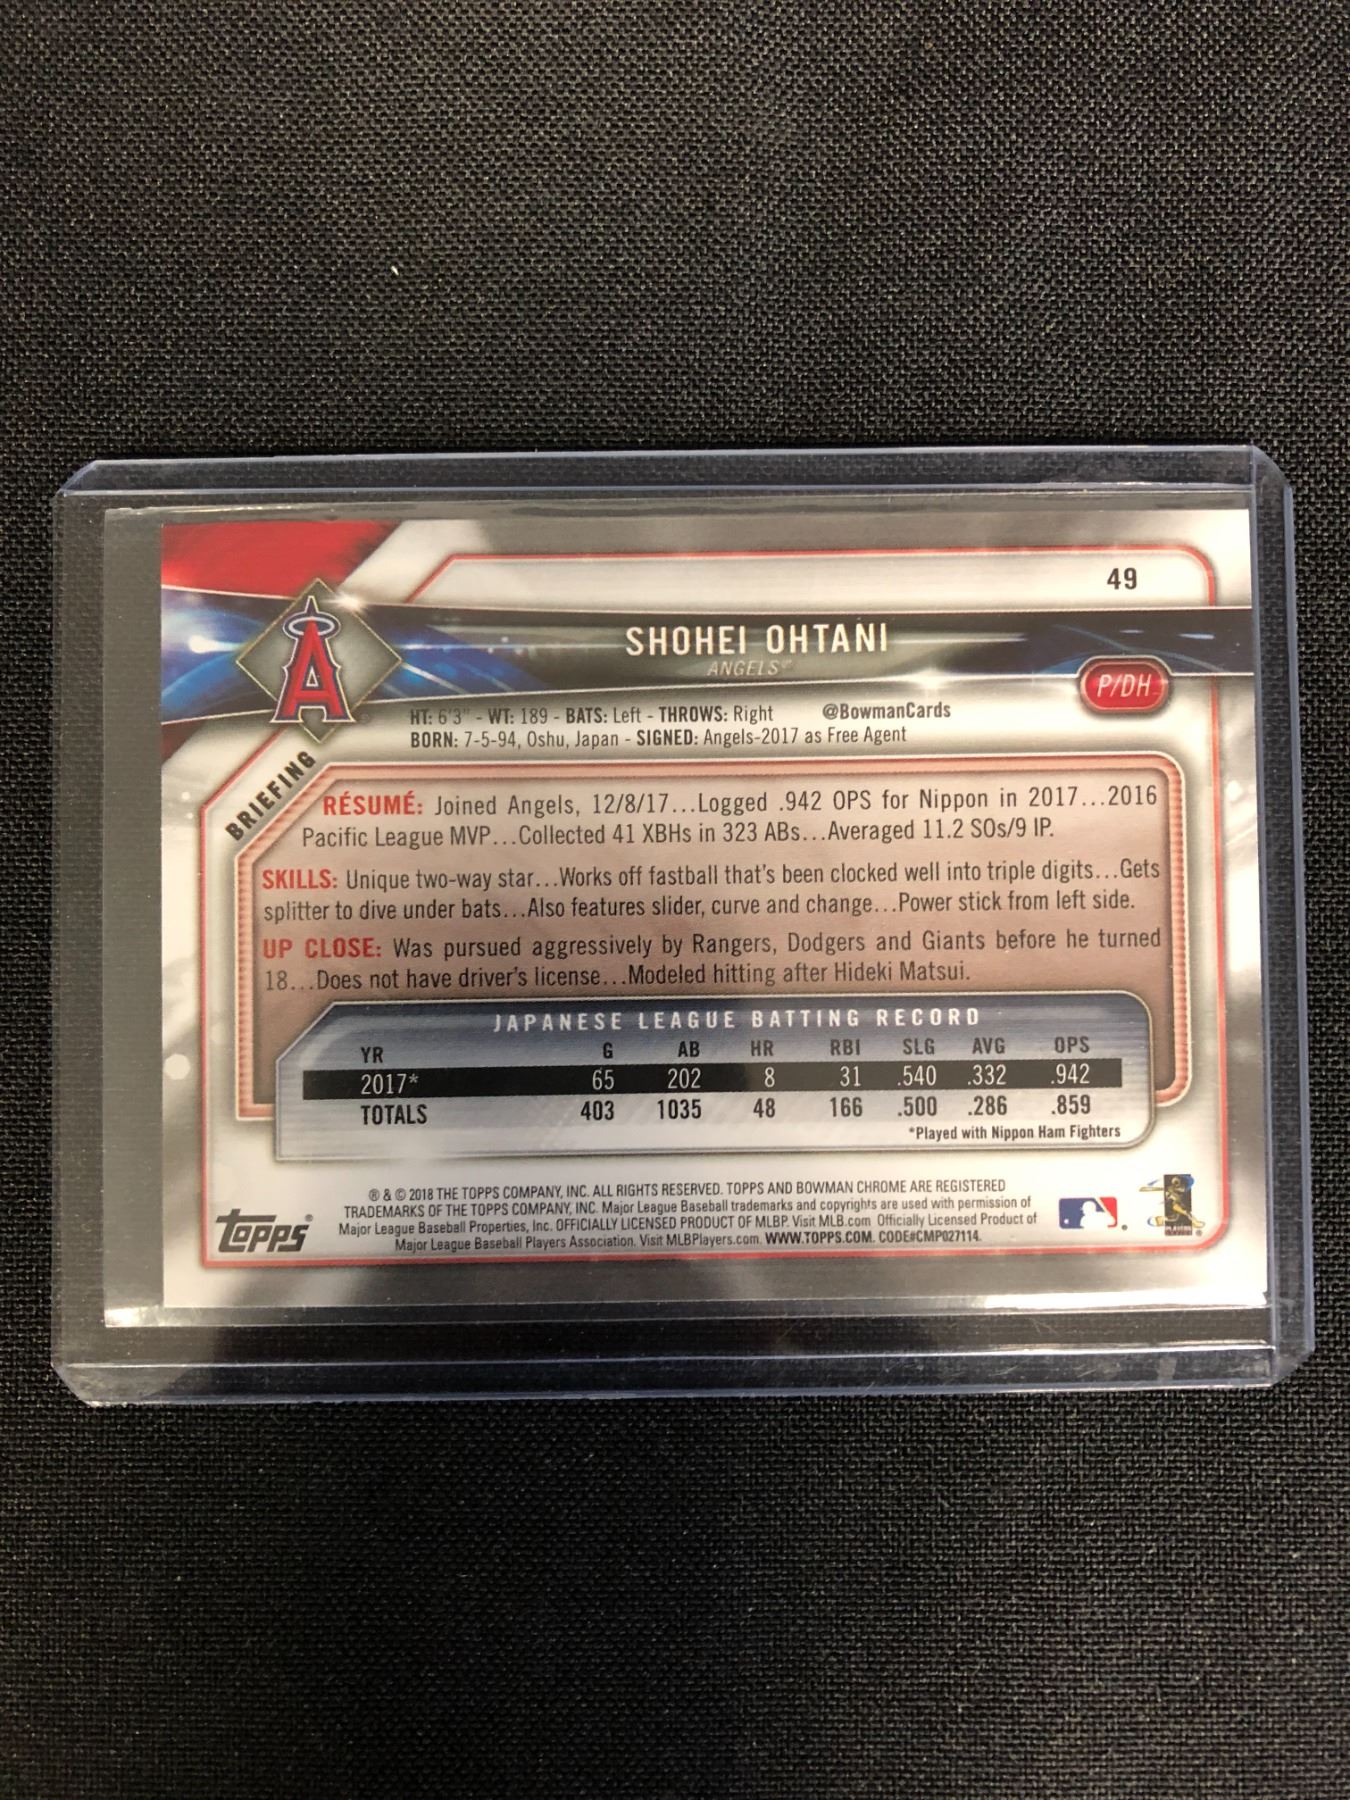 49
SHOHEI OHTANI
ANGELS
P/DH
A
HT: 6'3" - WT: 189 - BATS: Left - THROWS: Right @BowmanCards
BORN: 7-5-94, Oshu, Japan - SIGNED: Angels-2017 as Free Agent
BRIEFING
RÉSUMÉ: Joined Angels, 12/8/17...Logged .942 OPS for Nippon in 2017...2016
Pacific League MVP...Collected 41 XBHs in 323 ABs...Averaged 11.2 SOs/9 IP.
SKILLS: Unique two-way star...Works off fastball that's been clocked well into triple digits...Gets
splitter to dive under bats...Also features slider, curve and change...Power stick from left side.
UP CLOSE: Was pursued aggressively by Rangers, Dodgers and Giants before he turned
18...Does not have driver's license...Modeled hitting after Hideki Matsui.
JAPANESE LEAGUE BATTING RECORD
YR G AB HR RBI SLG AVG OPS
2017* 65 202 8 31 .540 .332 .942
TOTALS 403 1035 48 166 .500 .286 .859
*Played with Nippon Ham Fighters
® & © 2018 THE TOPPS COMPANY, INC. ALL RIGHTS RESERVED. TOPPS AND BOWMAN CHROME ARE REGISTERED
TRADEMARKS OF THE TOPPS COMPANY, INC. Major League Baseball trademarks and copyrights are used with permission of
Major League Baseball Properties, Inc. OFFICIALLY LICENSED PRODUCT OF MLBP. Visit MLB.com Officially Licensed Product of
Major League Baseball Players Association. Visit MLBPlayers.com. WWW.TOPPS.COM. CODE#CMP027114.
Topps®
PLAYERS